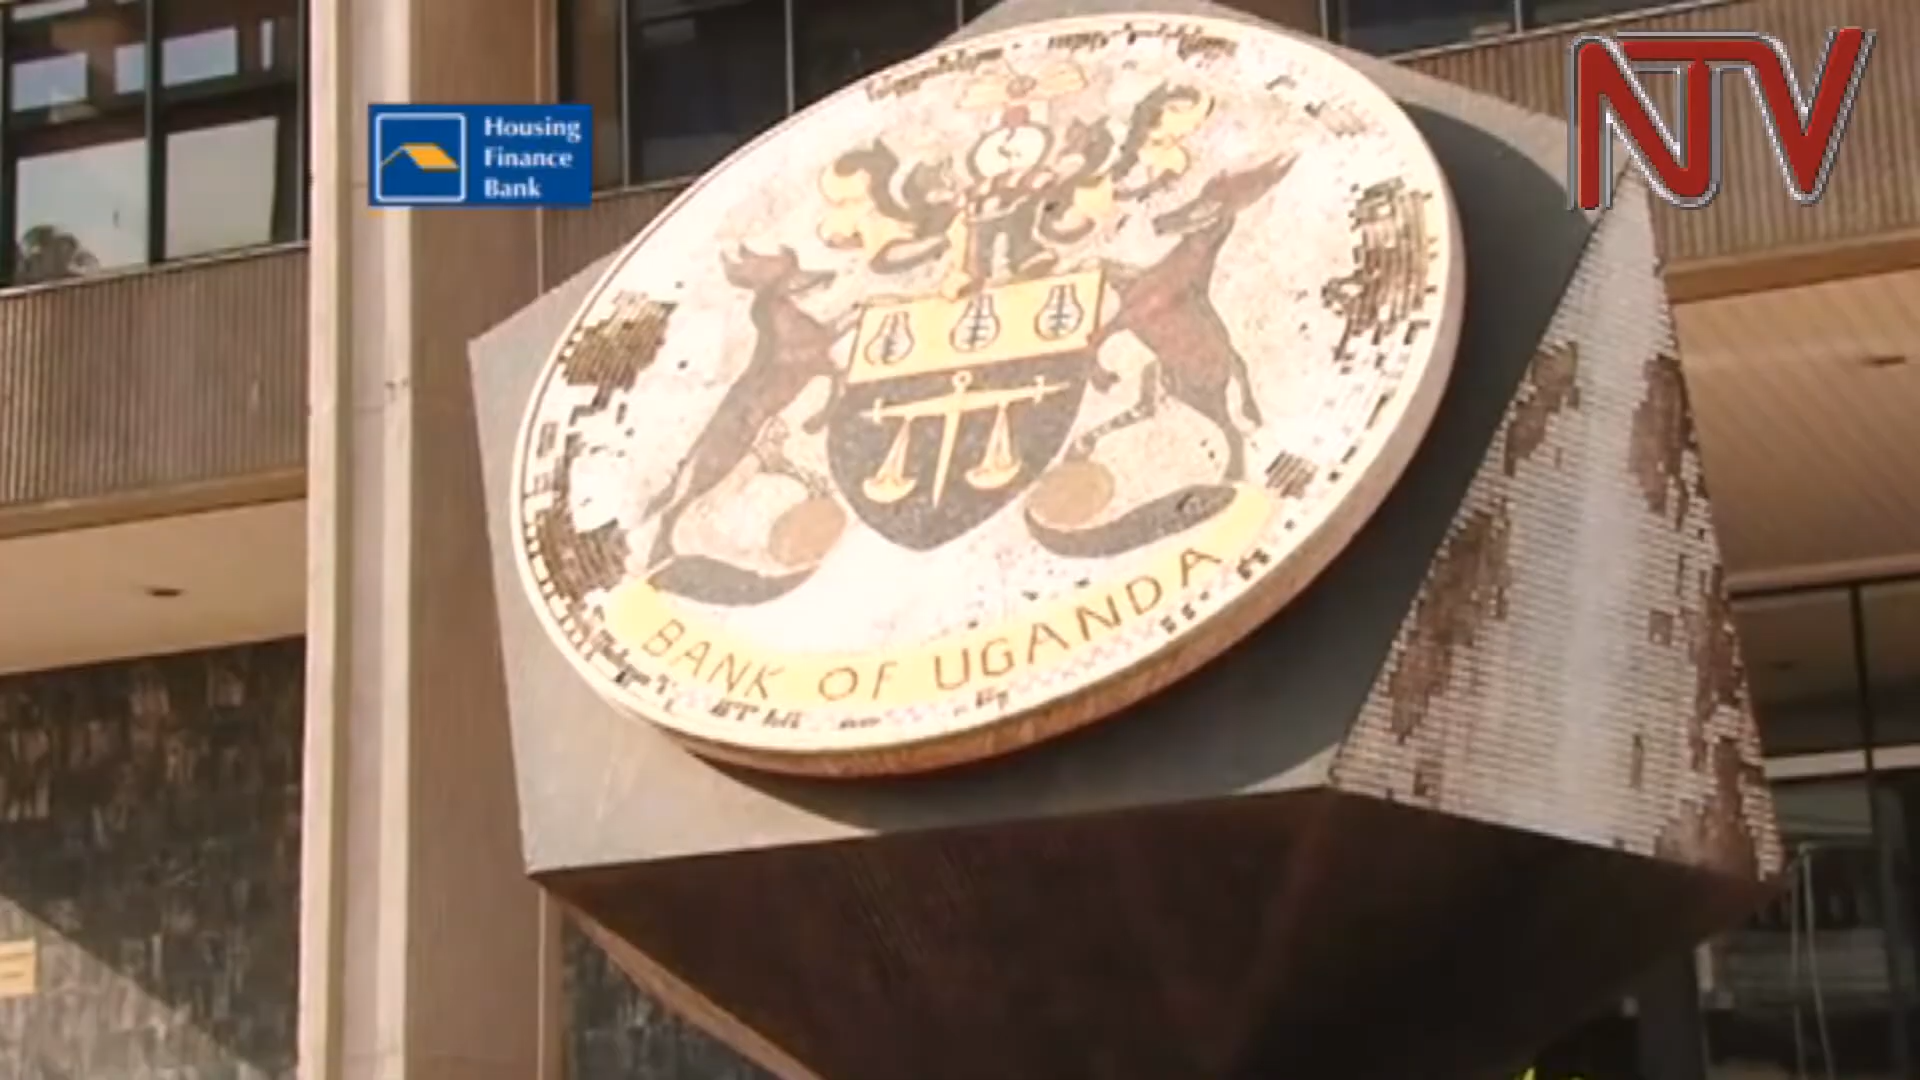 Housing
Finance
Bank
NTV
BANK OF UGANDA